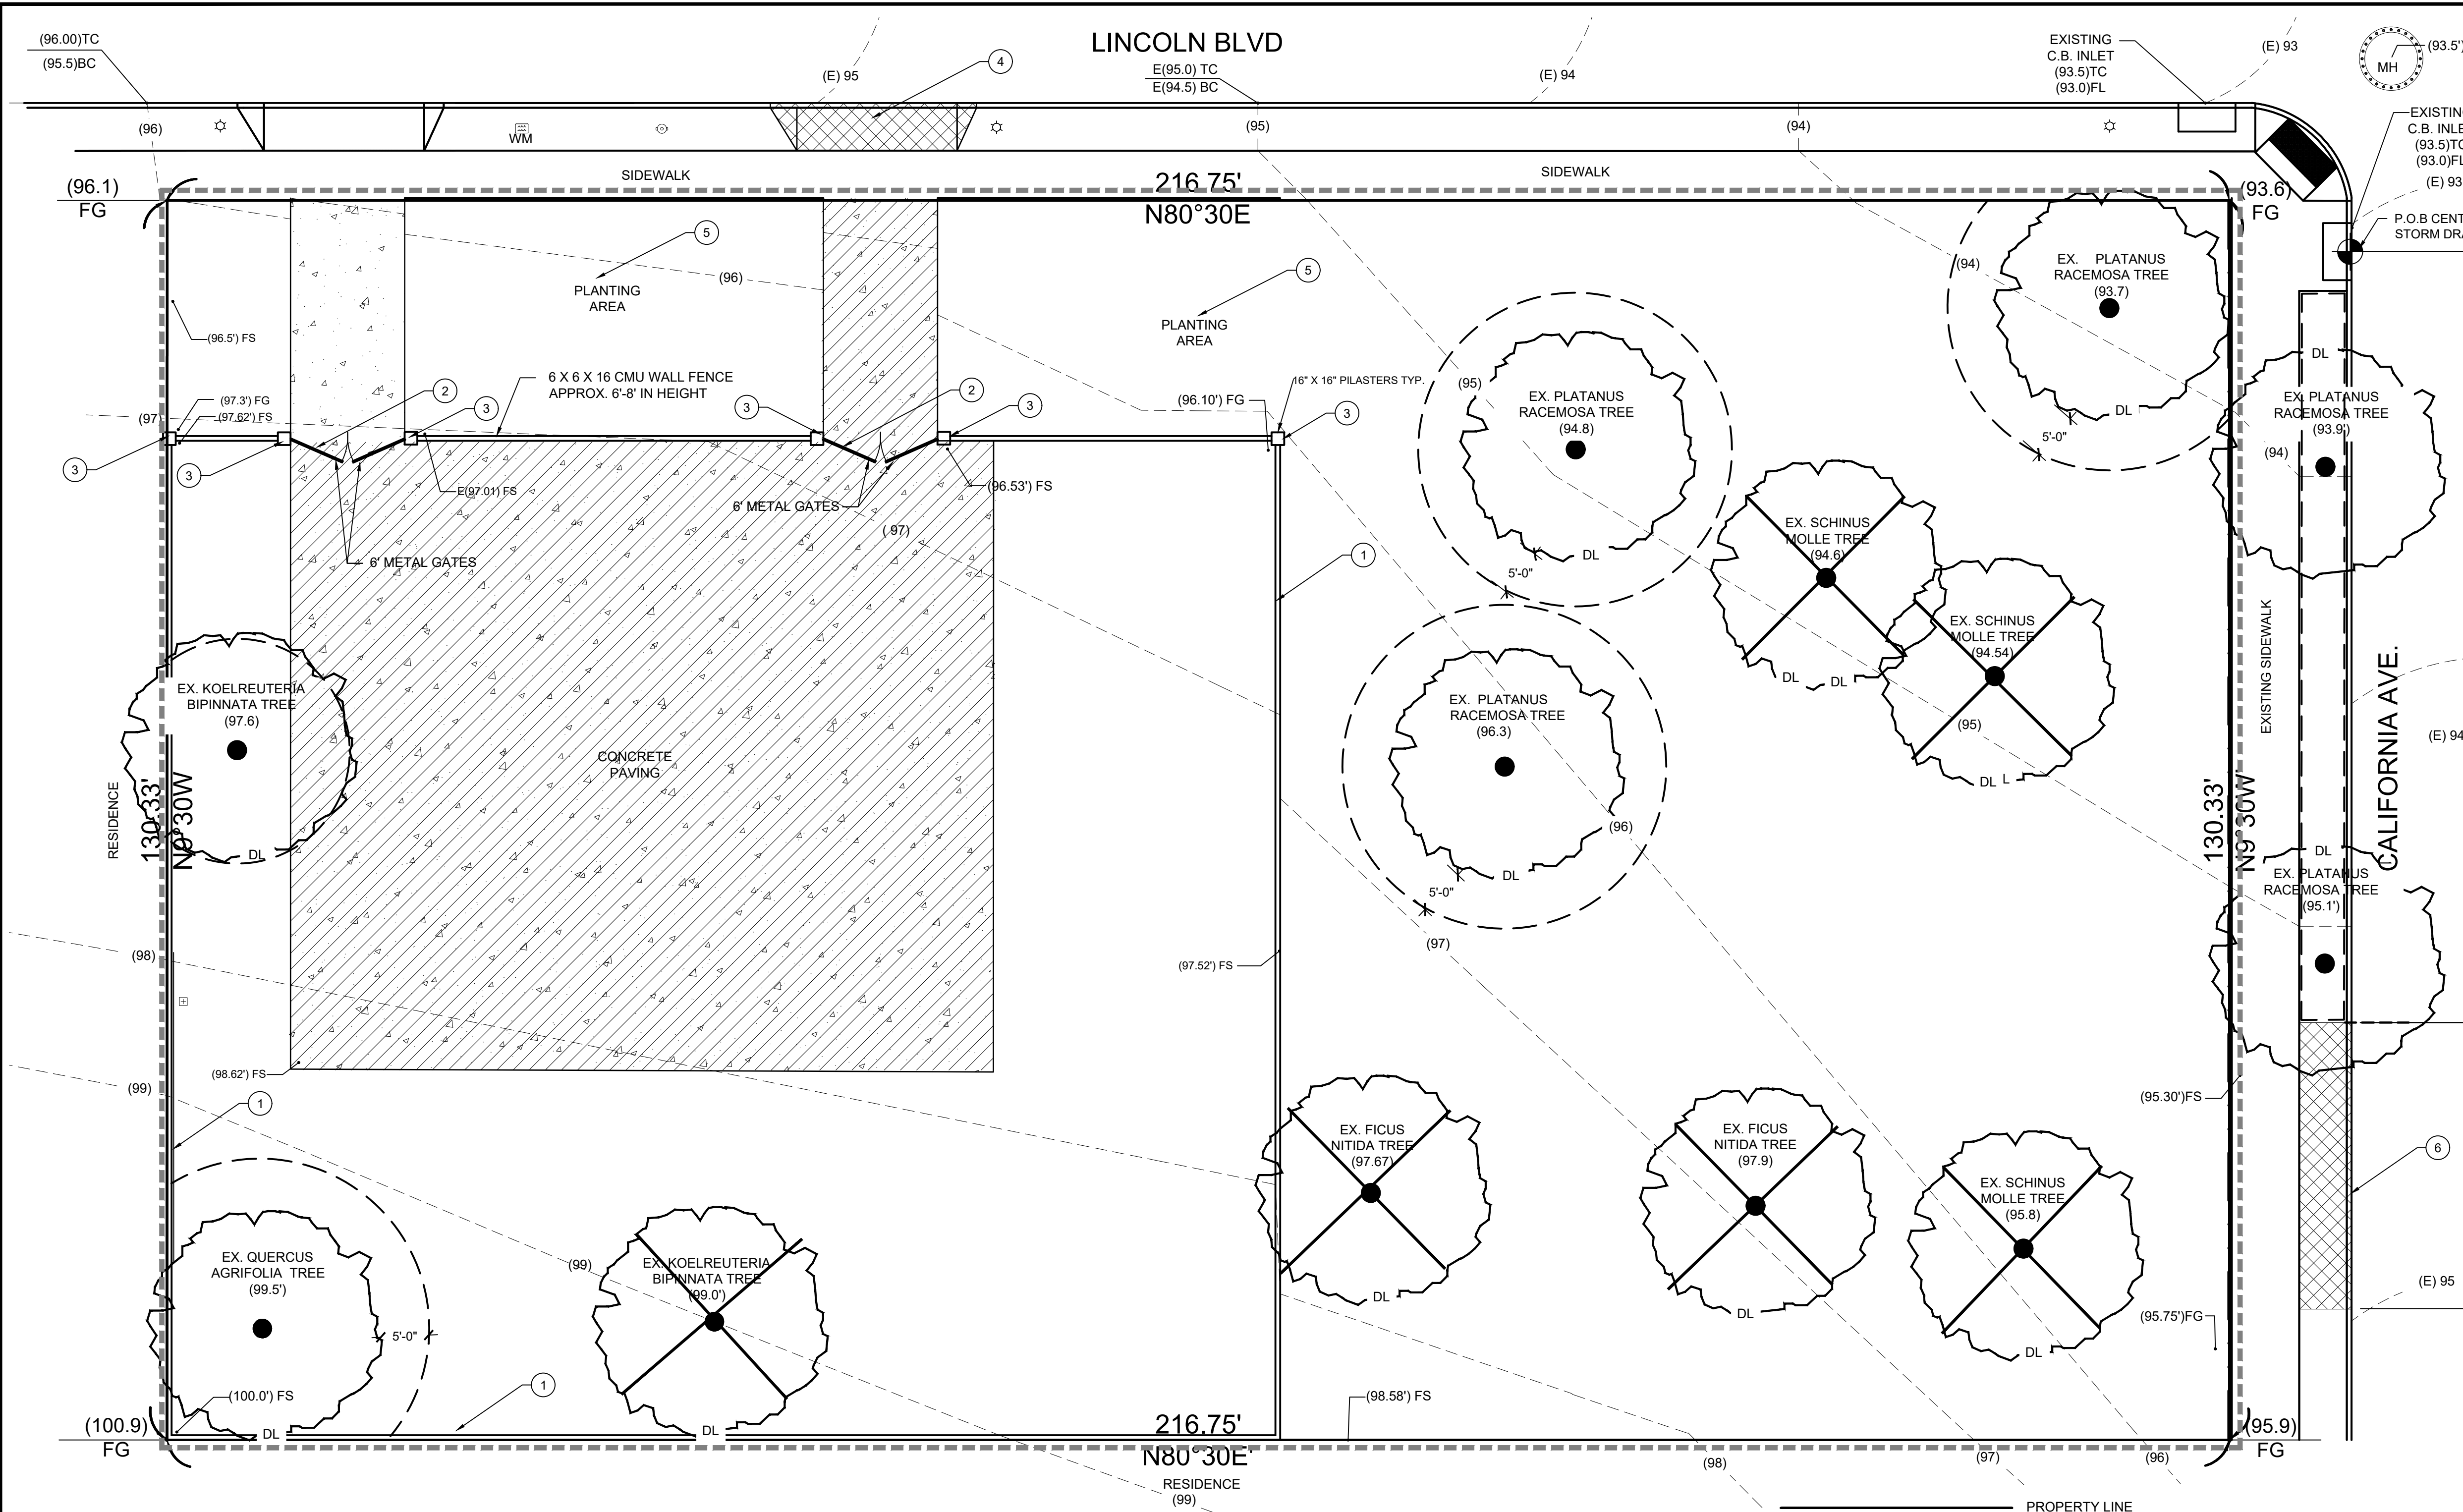 (96.00)TC
(95.5)BC
LINCOLN BLVD
E(95.0) TC
E(94.5) BC
(E) 95
4
(E) 94
EXISTING
C.B. INLET
(93.5)TC
(93.0)FL
(E) 93
MH
(93.5')
(96)
WM
(95)
(94)
SIDEWALK
SIDEWALK
(96.1)
FG
216.75'
N80°30E
(93.6)
FG
(E) 93
P.O.B CENT
STORM DRA
(93.5)TC
(93.0)FL
5
(96)
PLANTING
AREA
5
PLANTING
AREA
(94)
EX. PLATANUS
RACEMOSA TREE
(93.7)
DL
5'-0"
(96.5') FS
6 X 6 X 16 CMU WALL FENCE
APPROX. 6'-8' IN HEIGHT
2
3
(97.3' ) FG
(97.62') FS
(97)
3
3
3
2
3
(96.10') FG
16" X 16" PILASTERS TYP.
3
(95)
EX. PLATANUS
RACEMOSA TREE
(94.8)
DL
5'-0"
DL
EX. PLATANUS
RACEMOSA TREE
(93.9')
(94)
E(97.01) FS
6' METAL GATES
(96.53') FS
( 97)
6' METAL GATES
1
EX. SCHINUS
MOLLE TREE
(94.6)
DL
DL
EX. SCHINUS
MOLLE TREE
(94.54)
(95)
DL
L
EX. KOELREUTERIA
BIPINNATA TREE
(97.6)
DL
RESIDENCE
130.33'
N9°30W
CONCRETE
PAVING
EX. PLATANUS
RACEMOSA TREE
(96.3)
(96)
DL
5'-0"
(97)
EXISTING SIDEWALK
130.33'
N9°30W
CALIFORNIA AVE.
(E) 94
DL
EX. PLATANUS
RACEMOSA TREE
(95.1')
(98)
(97.52') FS
(98.62') FS
(99)
1
(95.30')FS
6
EX. FICUS
NITIDA TREE
(97.67)
DL
EX. FICUS
NITIDA TREE
(97.9)
DL
EX. SCHINUS
MOLLE TREE
(95.8)
DL
(E) 95
(95.75')FG
EX. QUERCUS
AGRIFOLIA TREE
(99.5')
5'-0"
DL
(99)
EX. KOELREUTERIA
BIPINNATA TREE
(99.0')
DL
1
(100.0') FS
(98.58') FS
(100.9)
FG
216.75'
N80°30E'
RESIDENCE
(99)
(98)
(97)
(96)
(95.9)
FG
PROPERTY LINE